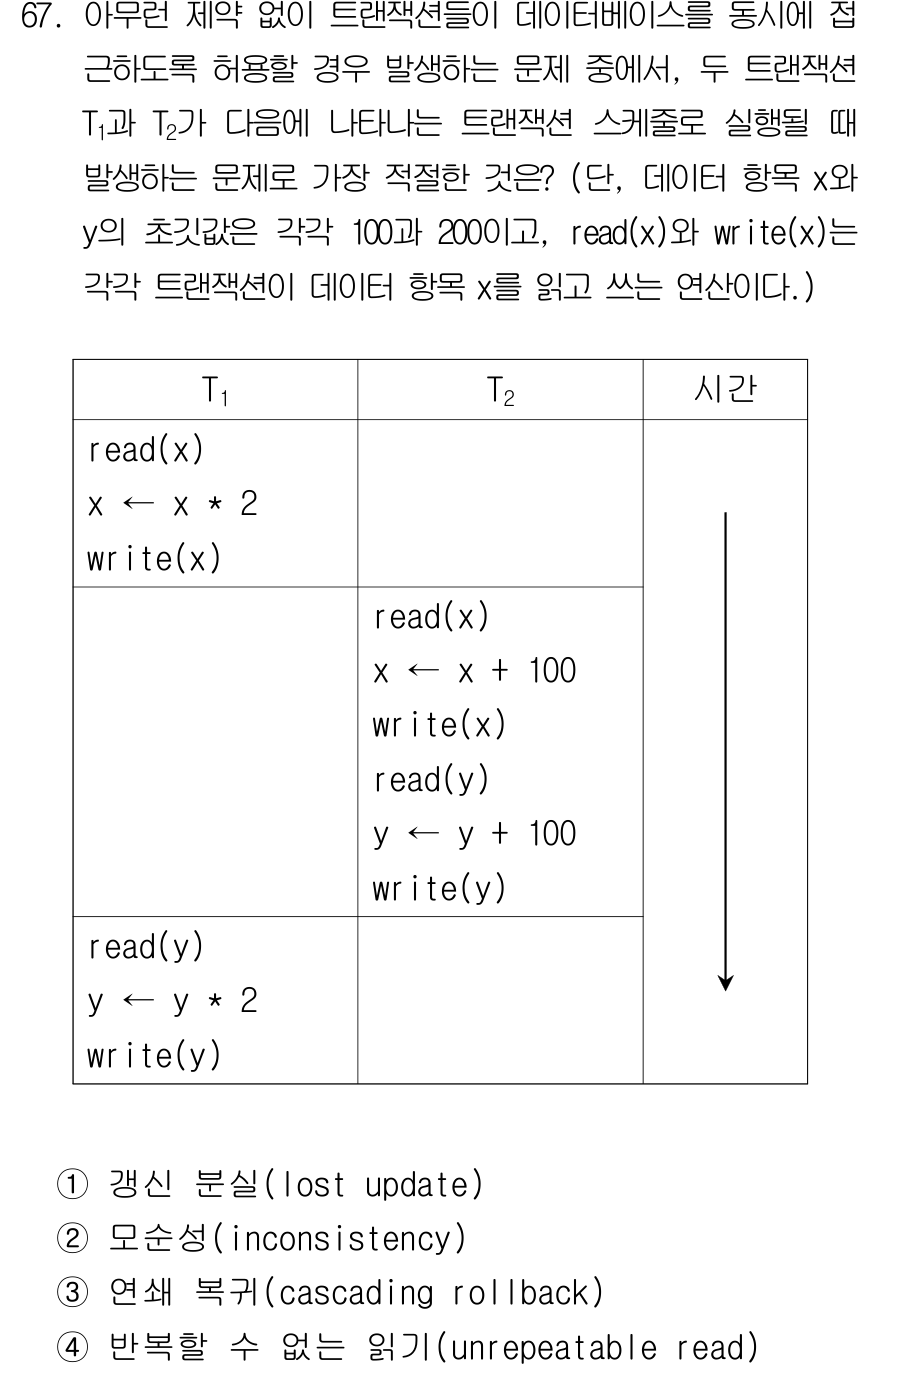 67. 아무런 제약 없이 트랜잭션들이 데이터베이스를 동시에 접
근하도록 허용할 경우 발생하는 문제 중에서, 두 트랜잭션
T₁과 T₂가 다음에 나타나는 트랜잭션 스케줄로 실행될 때
발생하는 문제로 가장 적절한 것은? (단, 데이터 항목 x와
y의 초깃값은 각각 100과 200이고, read(x)와 write(x)는
각각 트랜잭션이 데이터 항목 x를 읽고 쓰는 연산이다.)
T₁ T₂ 시간
read(x)
x ← x * 2
write(x)
read(x)
x ← x + 100
write(x)
read(y)
y ← y + 100
write(y)
read(y)
y ← y * 2
write(y)
① 갱신 분실(lost update)
② 모순성(inconsistency)
③ 연쇄 복귀(cascading rollback)
④ 반복할 수 없는 읽기(unrepeatable read)